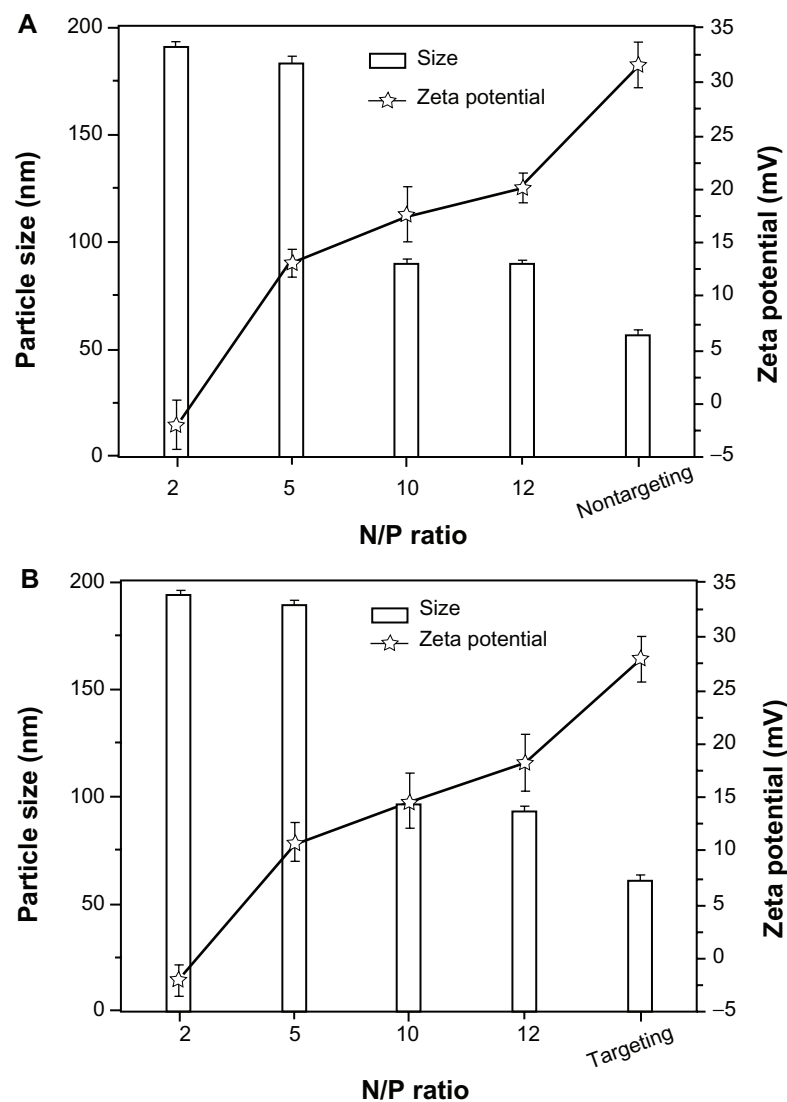 A
Size
Zeta potential
Particle size (nm)
200
150
100
50
0
Zeta potential (mV)
35
30
25
20
15
10
5
0
–5
2
5
10
12
Nontargeting
N/P ratio
B
Size
Zeta potential
Particle size (nm)
200
150
100
50
0
Zeta potential (mV)
35
30
25
20
15
10
5
0
–5
2
5
10
12
Targeting
N/P ratio